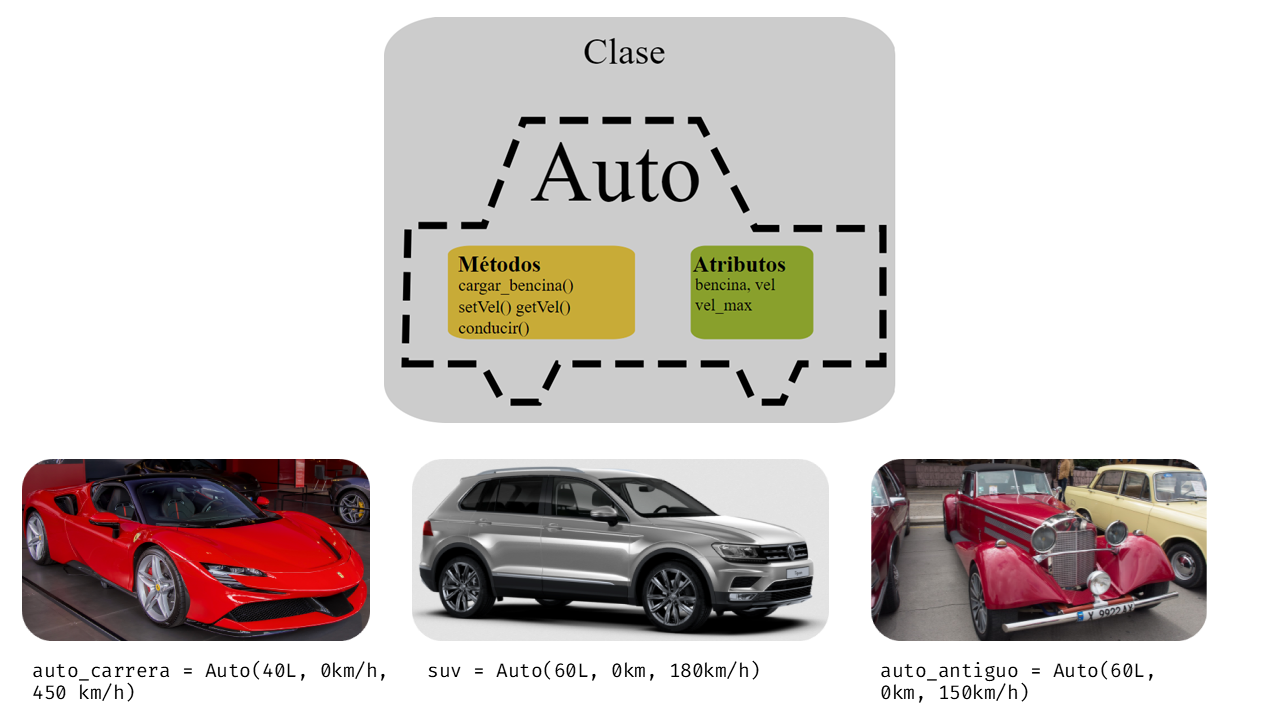 Clase
Auto
Métodos
cargar_bencina()
setVel() getVel()
conducir()
Atributos
bencina, vel
vel_max
auto_carrera = Auto(40L, 0km/h,
450 km/h)
suv = Auto(60L, 0km, 180km/h)
X 9922 AX
auto_antiguo = Auto(60L,
0km, 150km/h)